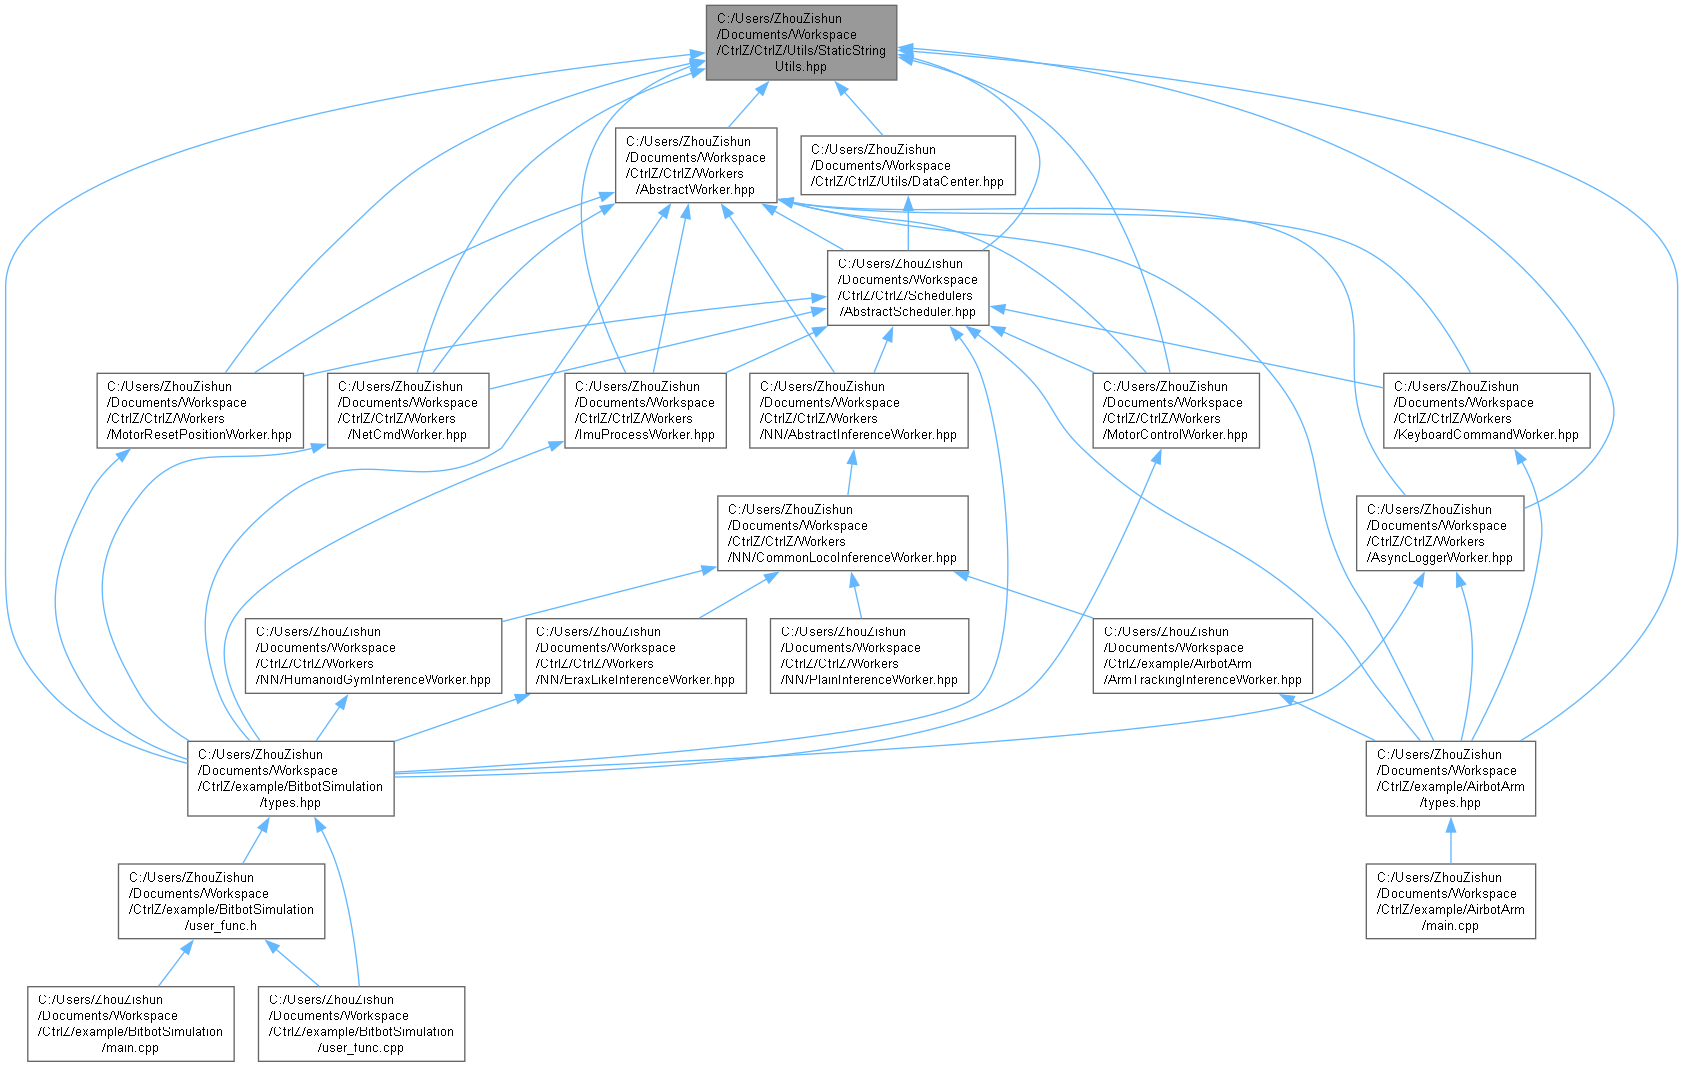 C:/Users/ZhouZishun
/Documents/Workspace
/CtrlZ/CtrlZ/Utils/StaticString
Utils.hpp
C:/Users/ZhouZishun
/Documents/Workspace
/CtrlZ/CtrlZ/Workers
/AbstractWorker.hpp
C:/Users/ZhouZishun
/Documents/Workspace
/CtrlZ/CtrlZ/Utils/DataCenter.hpp
C:/Users/ZhouZishun
/Documents/Workspace
/CtrlZ/CtrlZ/Schedulers
/AbstractScheduler.hpp
C:/Users/ZhouZishun
/Documents/Workspace
/CtrlZ/CtrlZ/Workers
/MotorResetPositionWorker.hpp
C:/Users/ZhouZishun
/Documents/Workspace
/CtrlZ/CtrlZ/Workers
/NetCmdWorker.hpp
C:/Users/ZhouZishun
/Documents/Workspace
/CtrlZ/CtrlZ/Workers
/ImuProcessWorker.hpp
C:/Users/ZhouZishun
/Documents/Workspace
/CtrlZ/CtrlZ/Workers
/NN/AbstractInferenceWorker.hpp
C:/Users/ZhouZishun
/Documents/Workspace
/CtrlZ/CtrlZ/Workers
/MotorControlWorker.hpp
C:/Users/ZhouZishun
/Documents/Workspace
/CtrlZ/CtrlZ/Workers
/KeyboardCommandWorker.hpp
C:/Users/ZhouZishun
/Documents/Workspace
/CtrlZ/CtrlZ/Workers
/NN/CommonLocoInferenceWorker.hpp
C:/Users/ZhouZishun
/Documents/Workspace
/CtrlZ/CtrlZ/Workers
/AsyncLoggerWorker.hpp
C:/Users/ZhouZishun
/Documents/Workspace
/CtrlZ/CtrlZ/Workers
/NN/HumanoidGymInferenceWorker.hpp
C:/Users/ZhouZishun
/Documents/Workspace
/CtrlZ/CtrlZ/Workers
/NN/EraxLikeInferenceWorker.hpp
C:/Users/ZhouZishun
/Documents/Workspace
/CtrlZ/CtrlZ/Workers
/NN/PlainInferenceWorker.hpp
C:/Users/ZhouZishun
/Documents/Workspace
/CtrlZ/example/AirbotArm
/ArmTrackingInferenceWorker.hpp
C:/Users/ZhouZishun
/Documents/Workspace
/CtrlZ/example/BitbotSimulation
/types.hpp
C:/Users/ZhouZishun
/Documents/Workspace
/CtrlZ/example/AirbotArm
/types.hpp
C:/Users/ZhouZishun
/Documents/Workspace
/CtrlZ/example/BitbotSimulation
/user_func.h
C:/Users/ZhouZishun
/Documents/Workspace
/CtrlZ/example/AirbotArm
/main.cpp
C:/Users/ZhouZishun
/Documents/Workspace
/CtrlZ/example/BitbotSimulation
/main.cpp
C:/Users/ZhouZishun
/Documents/Workspace
/CtrlZ/example/BitbotSimulation
/user_func.cpp